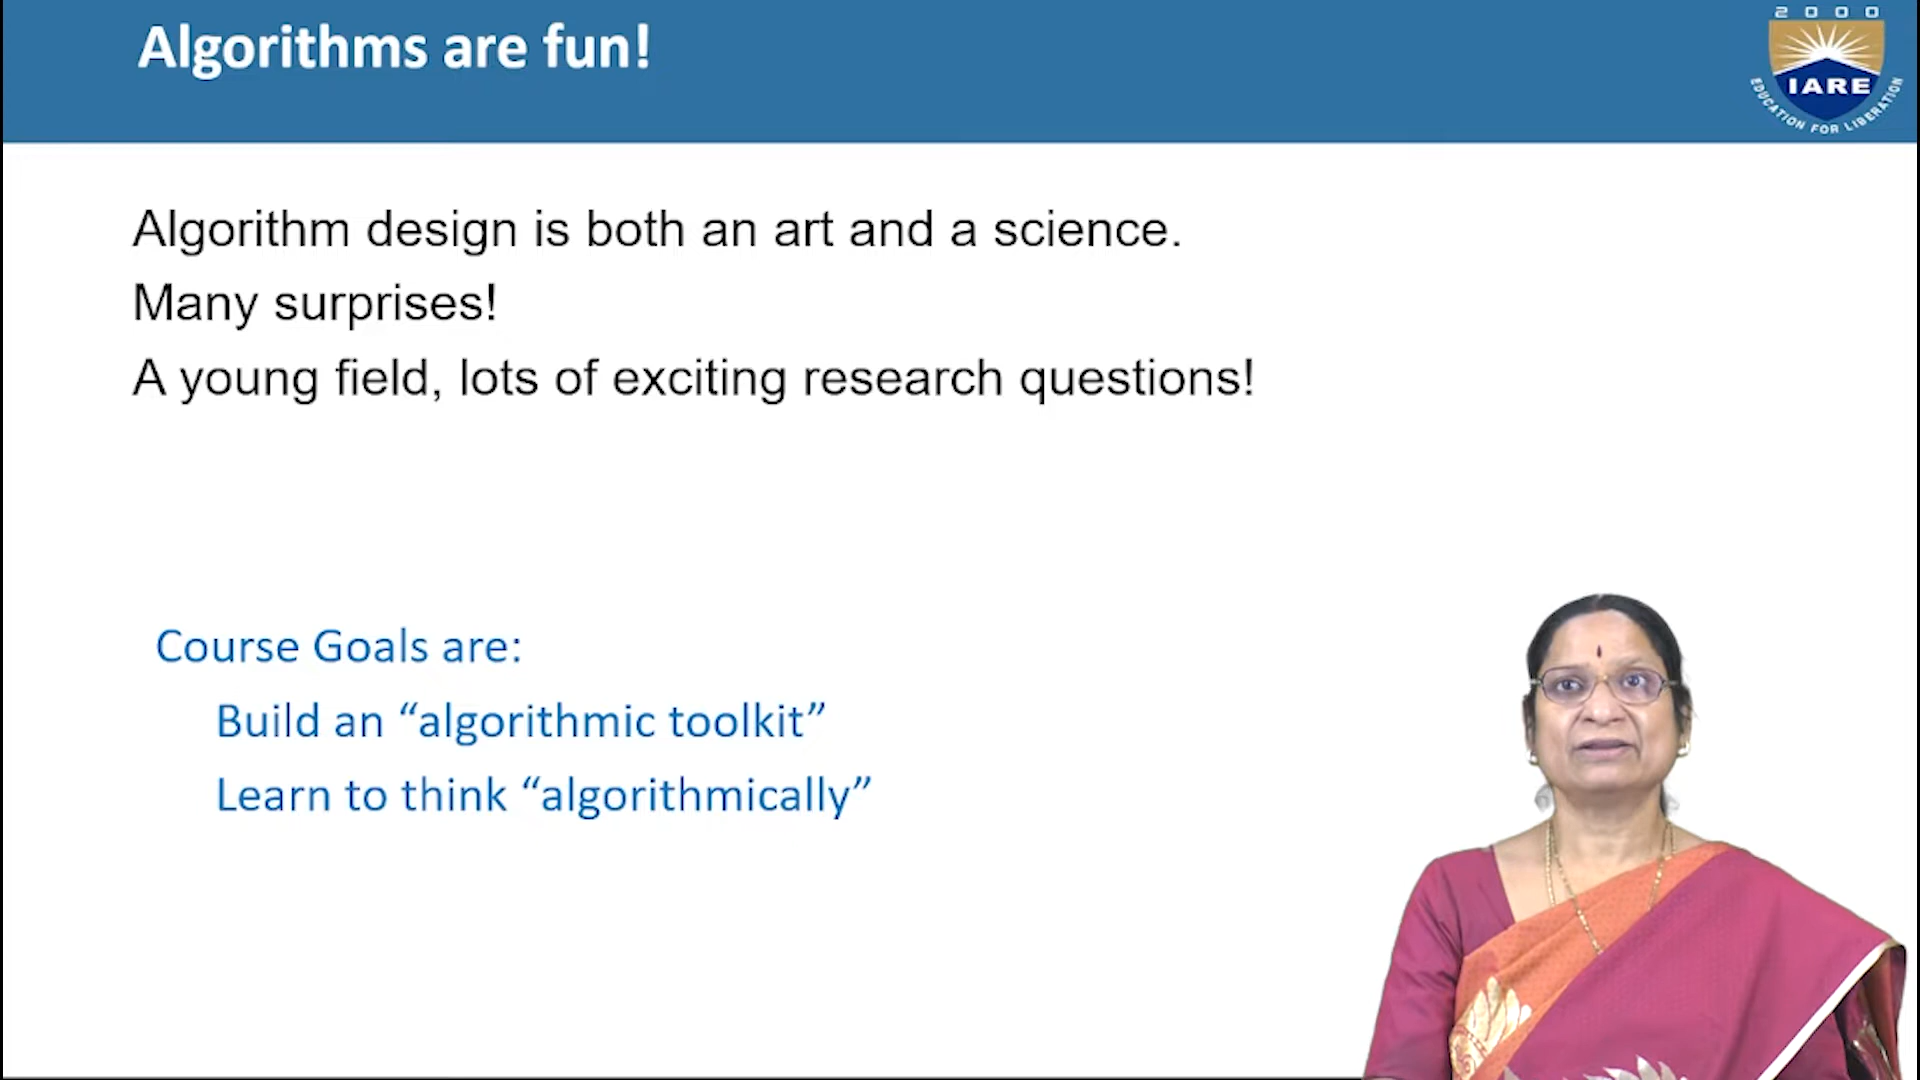 Algorithms are fun!
2000
IARE
EDUCATION FOR LIBERATION
Algorithm design is both an art and a science.
Many surprises!
A young field, lots of exciting research questions!
Course Goals are:
Build an “algorithmic toolkit”
Learn to think “algorithmically”